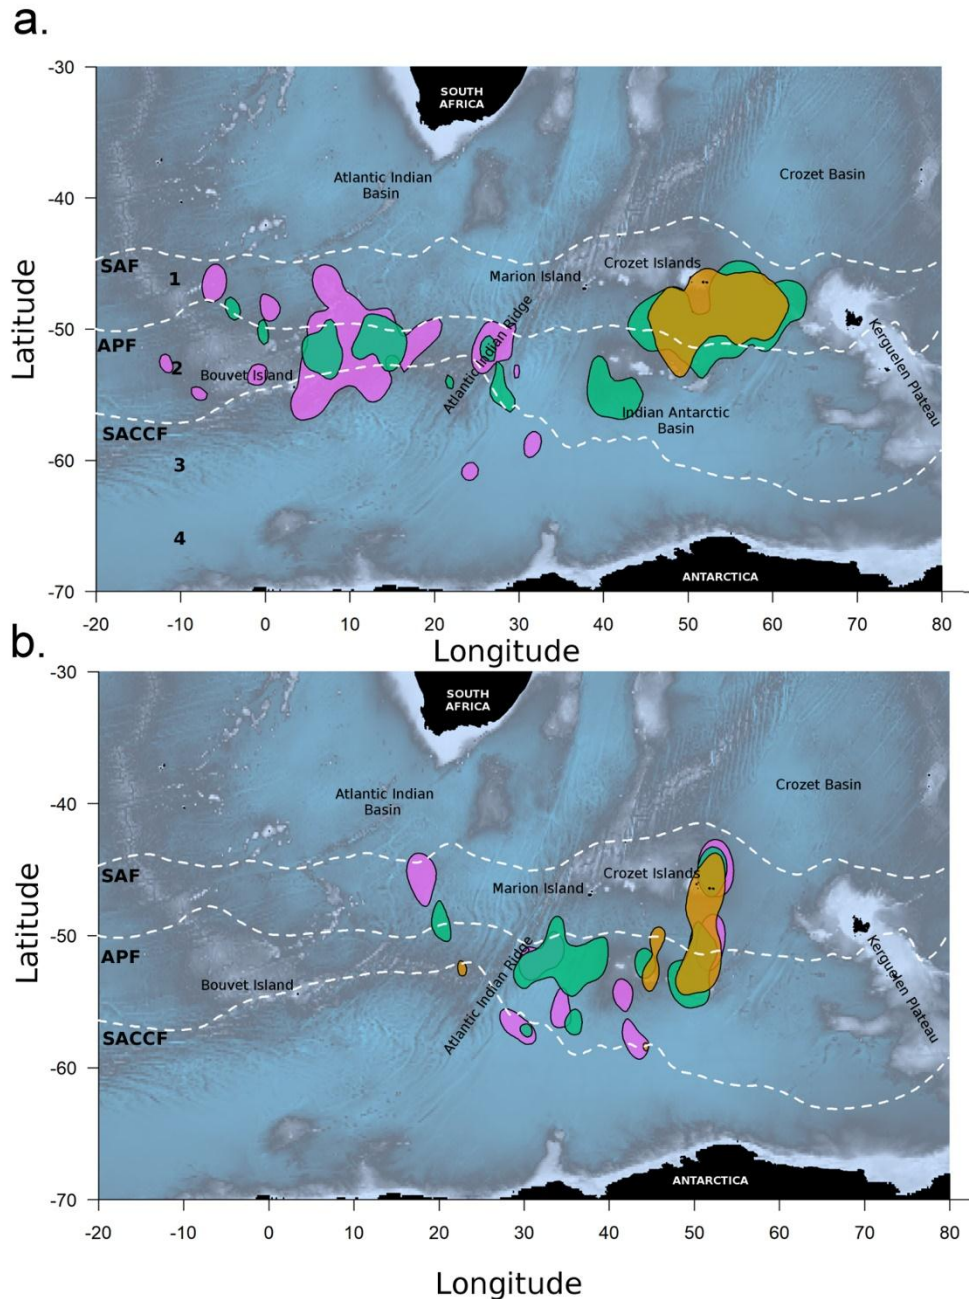 a.
-30
SOUTH
AFRICA
Atlantic Indian
Basin
Crozet Basin
-40
SAF
1
Marion Island
Crozet Islands
Latitude
-50
APF
2
Bouvet Island
Atlantic Indian Ridge
Kerguelen Plateau
Indian Antarctic
Basin
SACCF
-60
3
4
ANTARCTICA
-70
-20 -10 0 10 20 30 40 50 60 70 80
Longitude
b.
-30
SOUTH
AFRICA
Atlantic Indian
Basin
Crozet Basin
-40
SAF
Marion Island
Crozet Islands
Latitude
-50
APF
Bouvet Island
Atlantic Indian Ridge
Kerguelen Plateau
SACCF
-60
ANTARCTICA
-70
-20 -10 0 10 20 30 40 50 60 70 80
Longitude